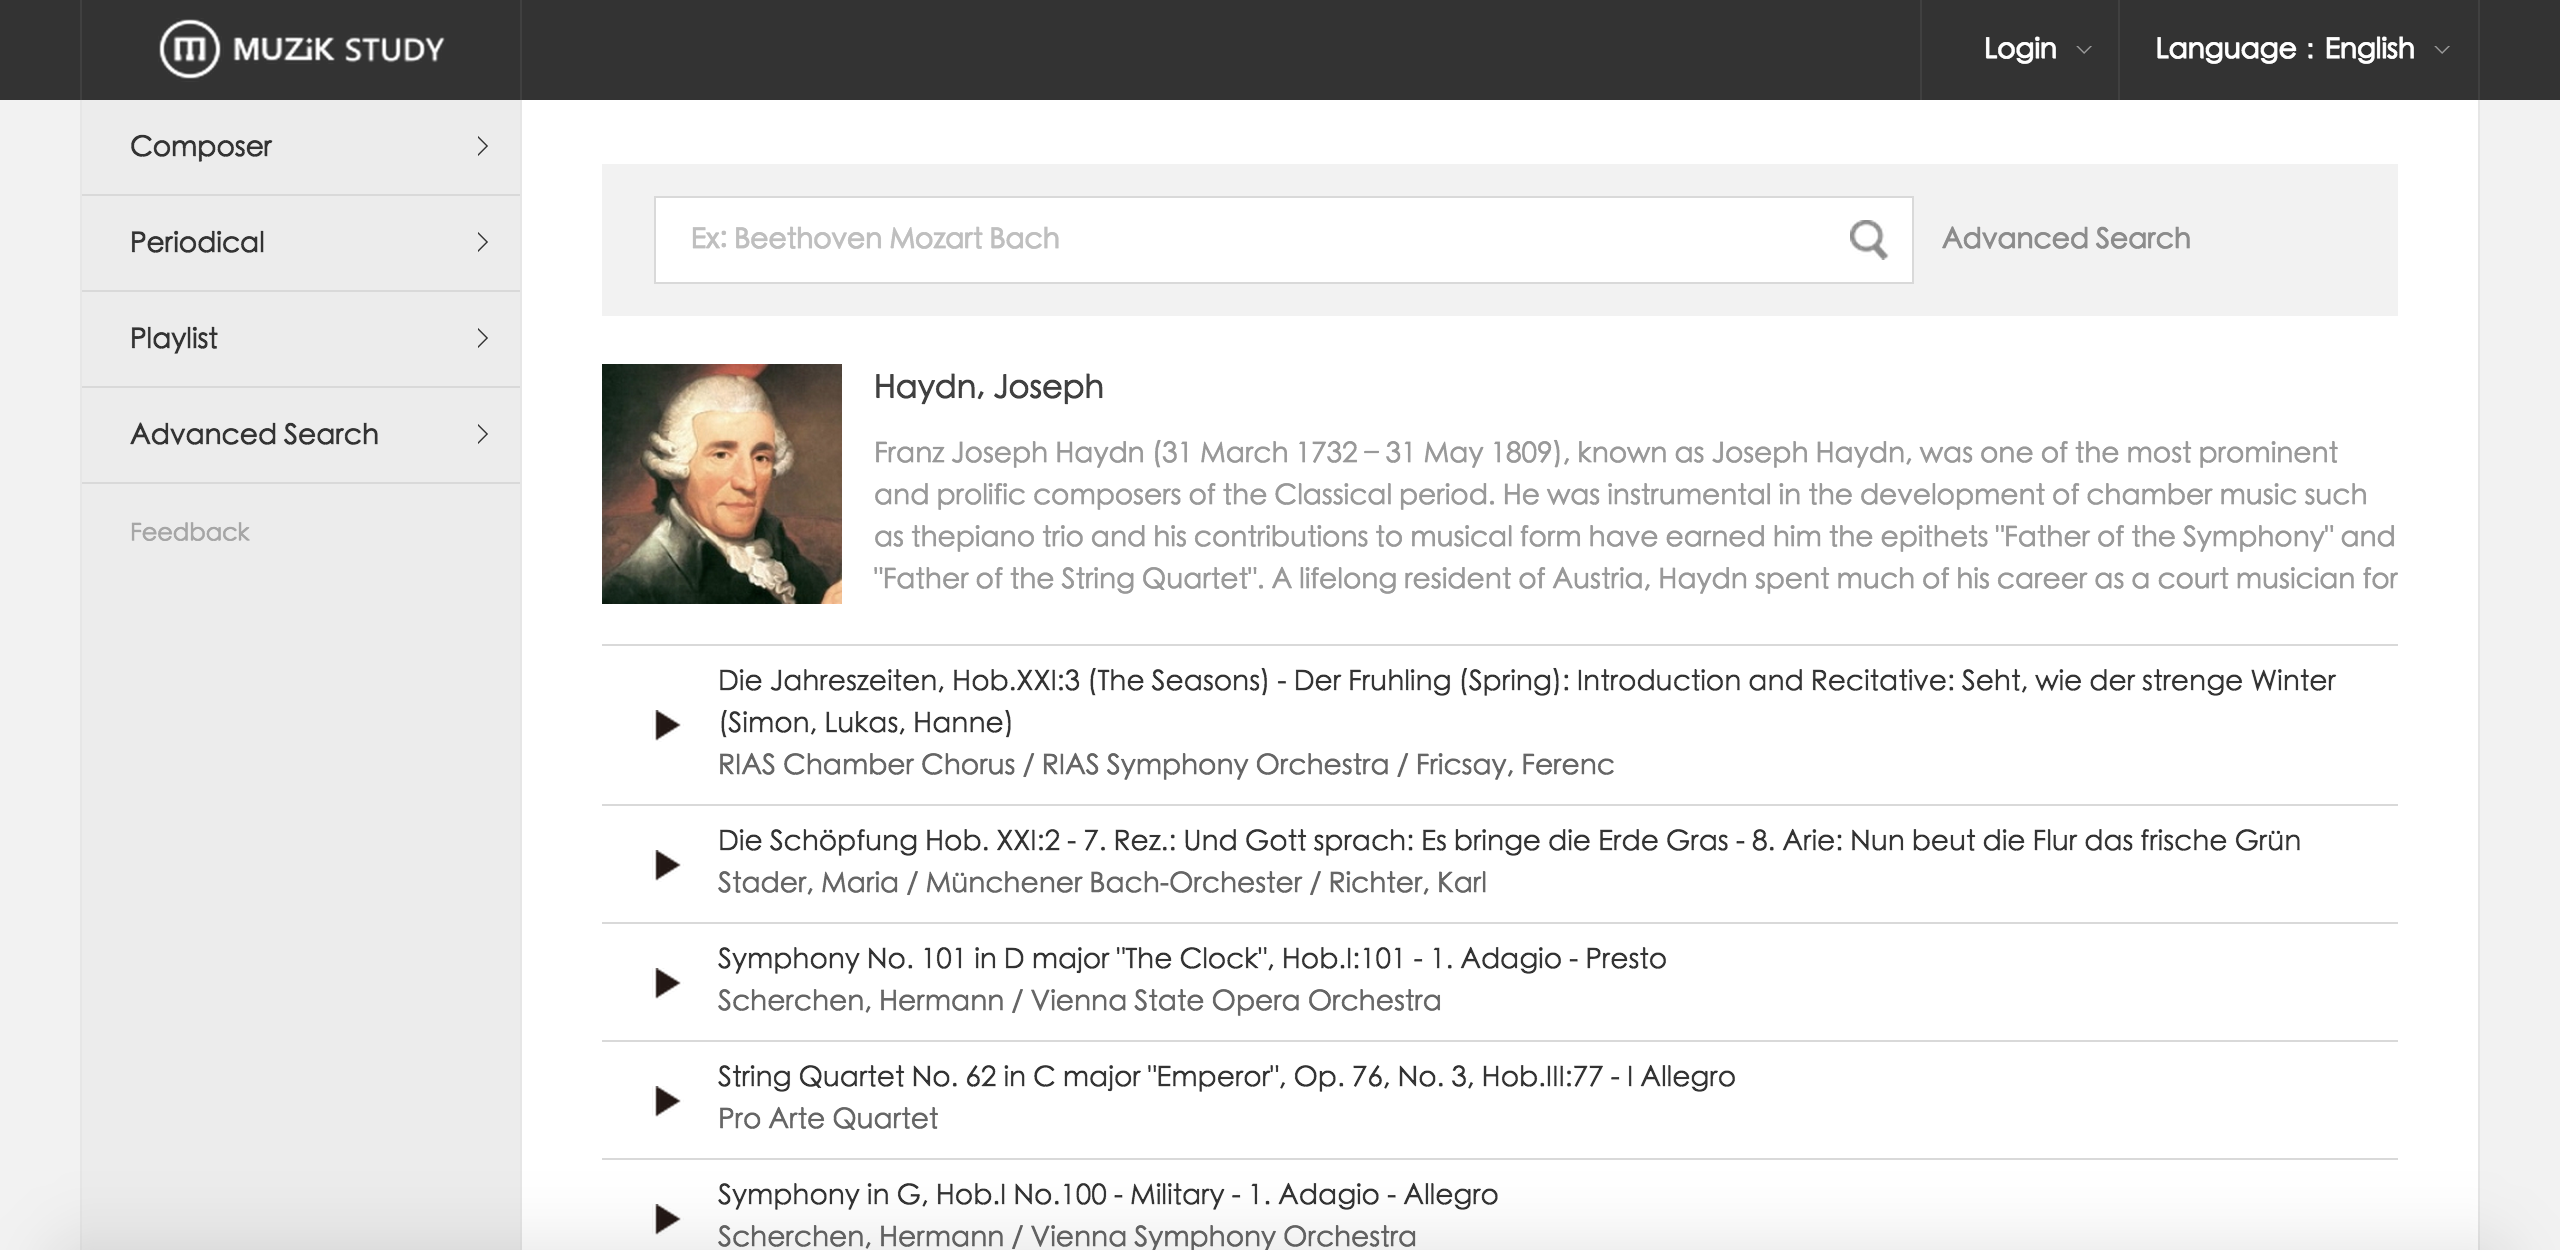 MUZiK STUDY
Login
Language : English
Composer
Periodical
Playlist
Advanced Search
Feedback
Ex: Beethoven Mozart Bach
Advanced Search
Haydn, Joseph
Franz Joseph Haydn (31 March 1732 – 31 May 1809), known as Joseph Haydn, was one of the most prominent
and prolific composers of the Classical period. He was instrumental in the development of chamber music such
as thepiano trio and his contributions to musical form have earned him the epithets "Father of the Symphony" and
"Father of the String Quartet". A lifelong resident of Austria, Haydn spent much of his career as a court musician for
Die Jahreszeiten, Hob.XXI:3 (The Seasons) - Der Fruhling (Spring): Introduction and Recitative: Seht, wie der strenge Winter
(Simon, Lukas, Hanne)
RIAS Chamber Chorus / RIAS Symphony Orchestra / Fricsay, Ferenc
Die Schöpfung Hob. XXI:2 - 7. Rez.: Und Gott sprach: Es bringe die Erde Gras - 8. Arie: Nun beut die Flur das frische Grün
Stader, Maria / Münchener Bach-Orchester / Richter, Karl
Symphony No. 101 in D major "The Clock", Hob.I:101 - 1. Adagio - Presto
Scherchen, Hermann / Vienna State Opera Orchestra
String Quartet No. 62 in C major "Emperor", Op. 76, No. 3, Hob.III:77 - I Allegro
Pro Arte Quartet
Symphony in G, Hob.I No.100 - Military - 1. Adagio - Allegro
Scherchen, Hermann / Vienna Symphony Orchestra